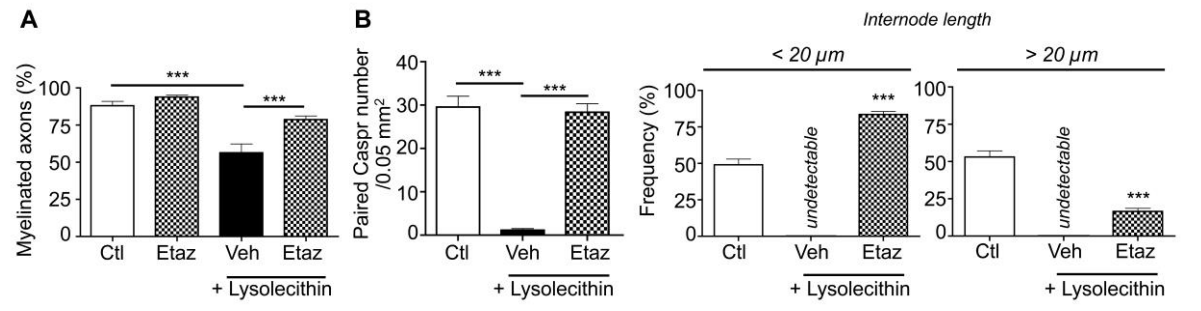 A
Myelinated axons (%)
100
75
50
25
0
***
***
Ctl
Etaz
Veh
Etaz
+ Lysolecithin
B
Paired Caspr number
/0.05 mm²
40
30
20
10
0
***
***
Ctl
Veh
Etaz
+ Lysolecithin
Internode length
< 20 µm
> 20 µm
Frequency (%)
100
75
50
25
0
undetectable
***
Ctl
Veh
Etaz
+ Lysolecithin
100
75
50
25
0
undetectable
***
Ctl
Veh
Etaz
+ Lysolecithin